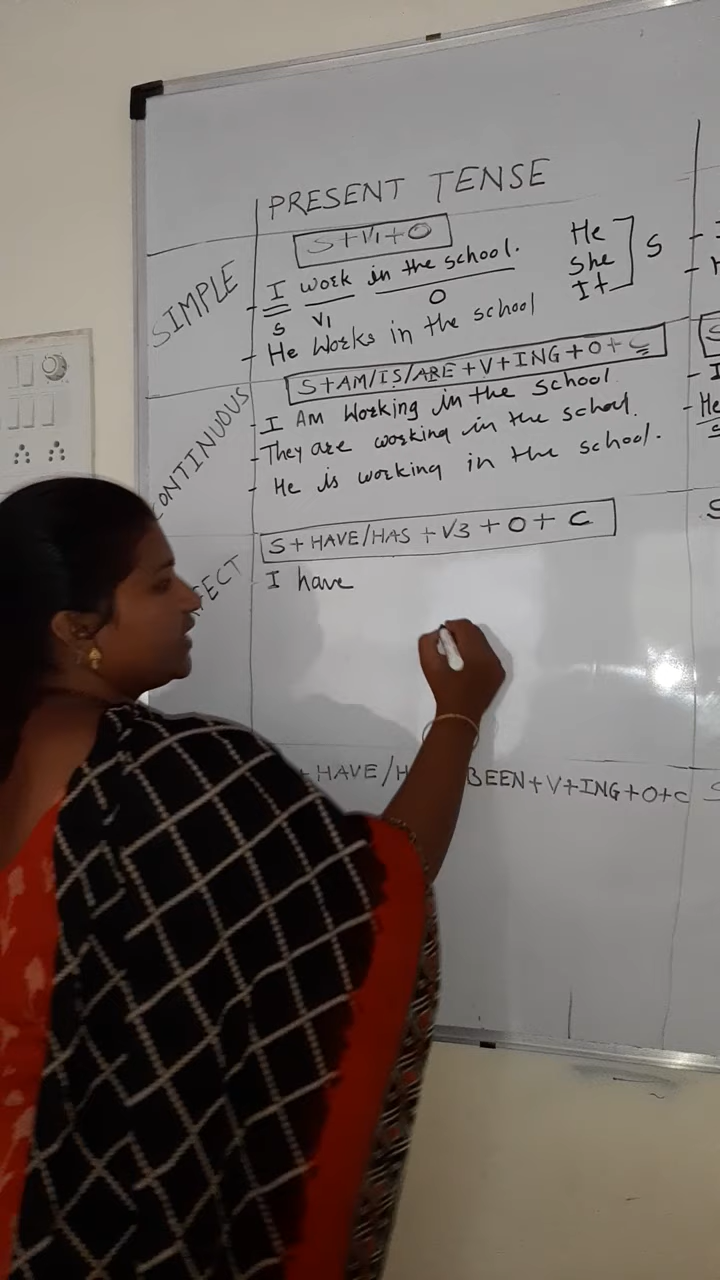 PRESENT TENSE
SIMPLE
S+V1+O
I work in the school.
S V1 O
He
She
It
S
He Works in the school
CONTINUOUS
S+AM/IS/ARE+V+ING+O+C
I AM Working in the school
They are working in the school.
He is working in the school.
He
S+HAVE/HAS+V3+O+C
I have
HAVE/H BEEN+V+ING+O+C